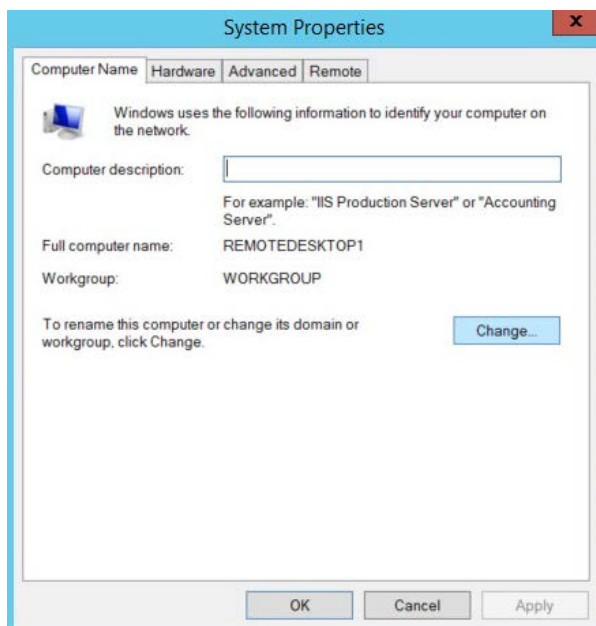 System Properties
x
Computer Name Hardware Advanced Remote
Windows uses the following information to identify your computer on
the network.
Computer description:
For example: "IIS Production Server" or "Accounting
Server".
Full computer name: REMOTEDESKTOP1
Workgroup: WORKGROUP
To rename this computer or change its domain or
workgroup, click Change.
Change...
OK Cancel Apply